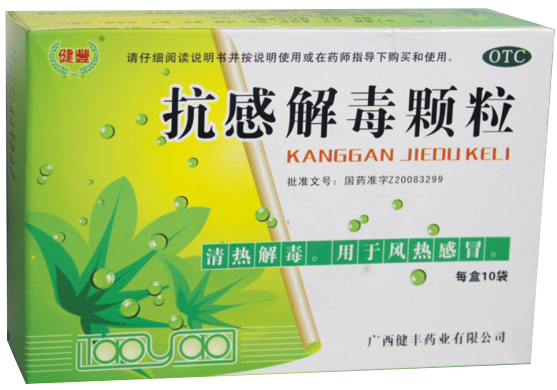 健豐
请仔细阅读说明书并按说明使用或在药师指导下购买和使用。
OTC
抗感解毒颗粒
KANGGAN JIEDU KELI
批准文号：国药准字Z20083299
清热解毒。用于风热感冒。
每盒10袋
广西健丰药业有限公司